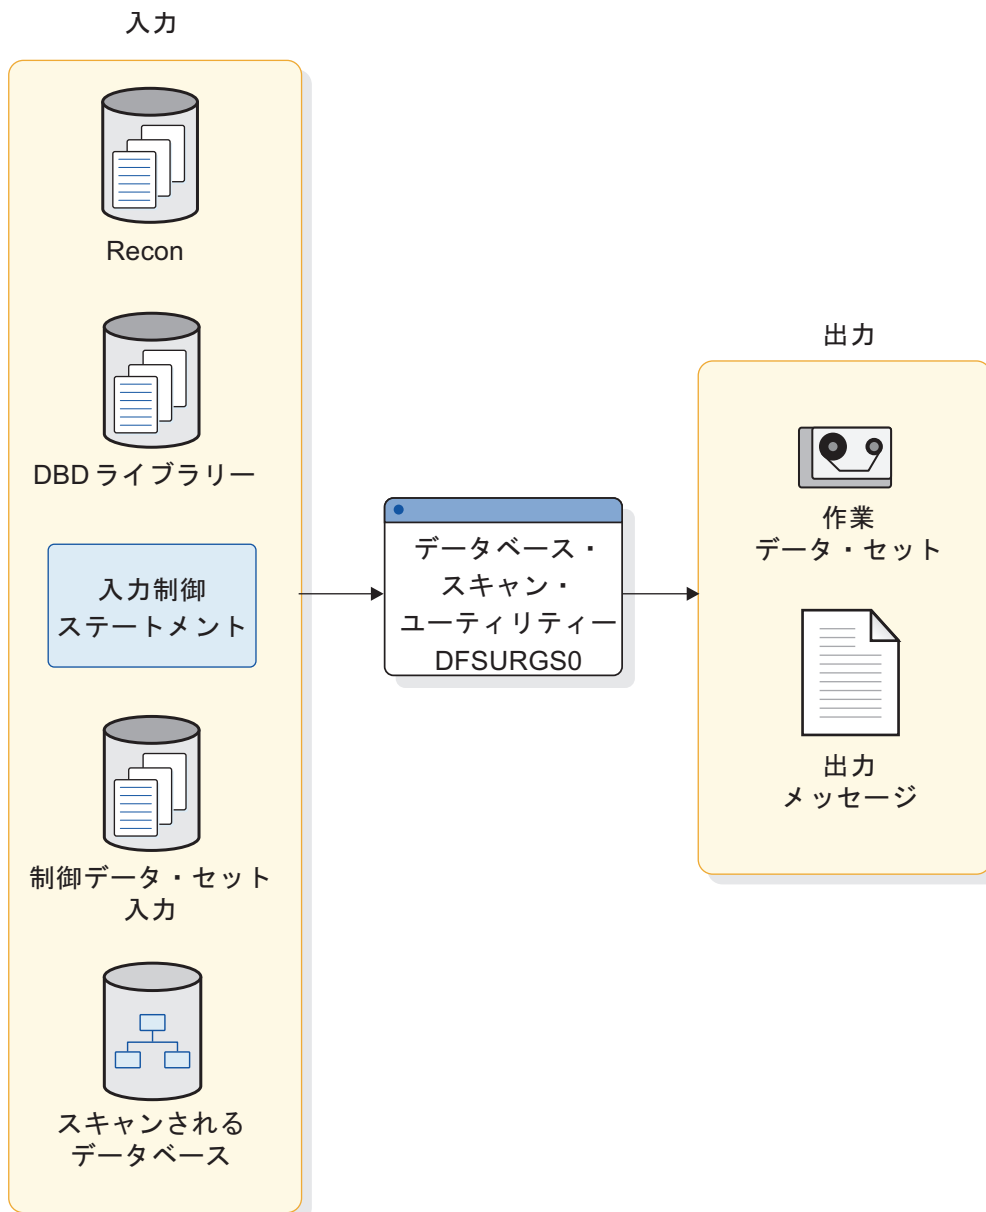 入力
Recon
DBD ライブラリー
入力制御
ステートメント
制御データ・セット
入力
スキャンされる
データベース
データベース・
スキャン・
ユーティリティー
DFSURGS0
出力
作業
データ・セット
出力
メッセージ